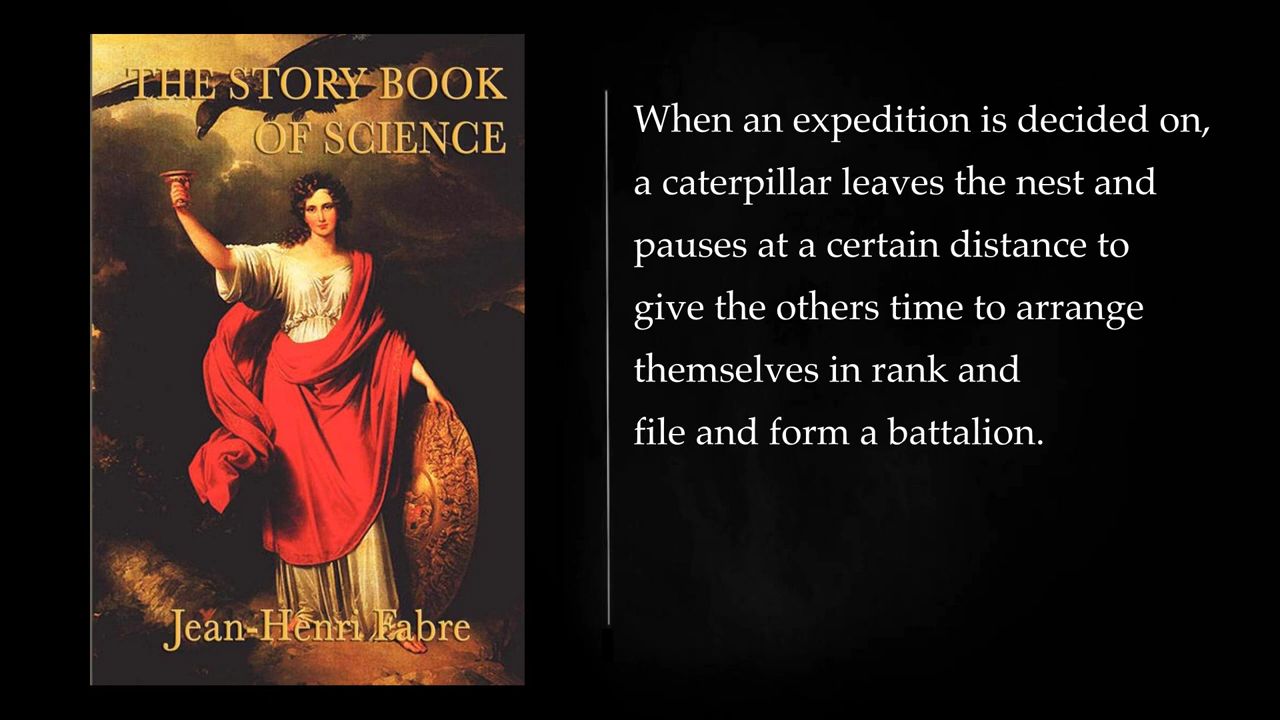 THE STORY BOOK
OF SCIENCE
Jean-Henri Fabre
When an expedition is decided on,
a caterpillar leaves the nest and
pauses at a certain distance to
give the others time to arrange
themselves in rank and
file and form a battalion.